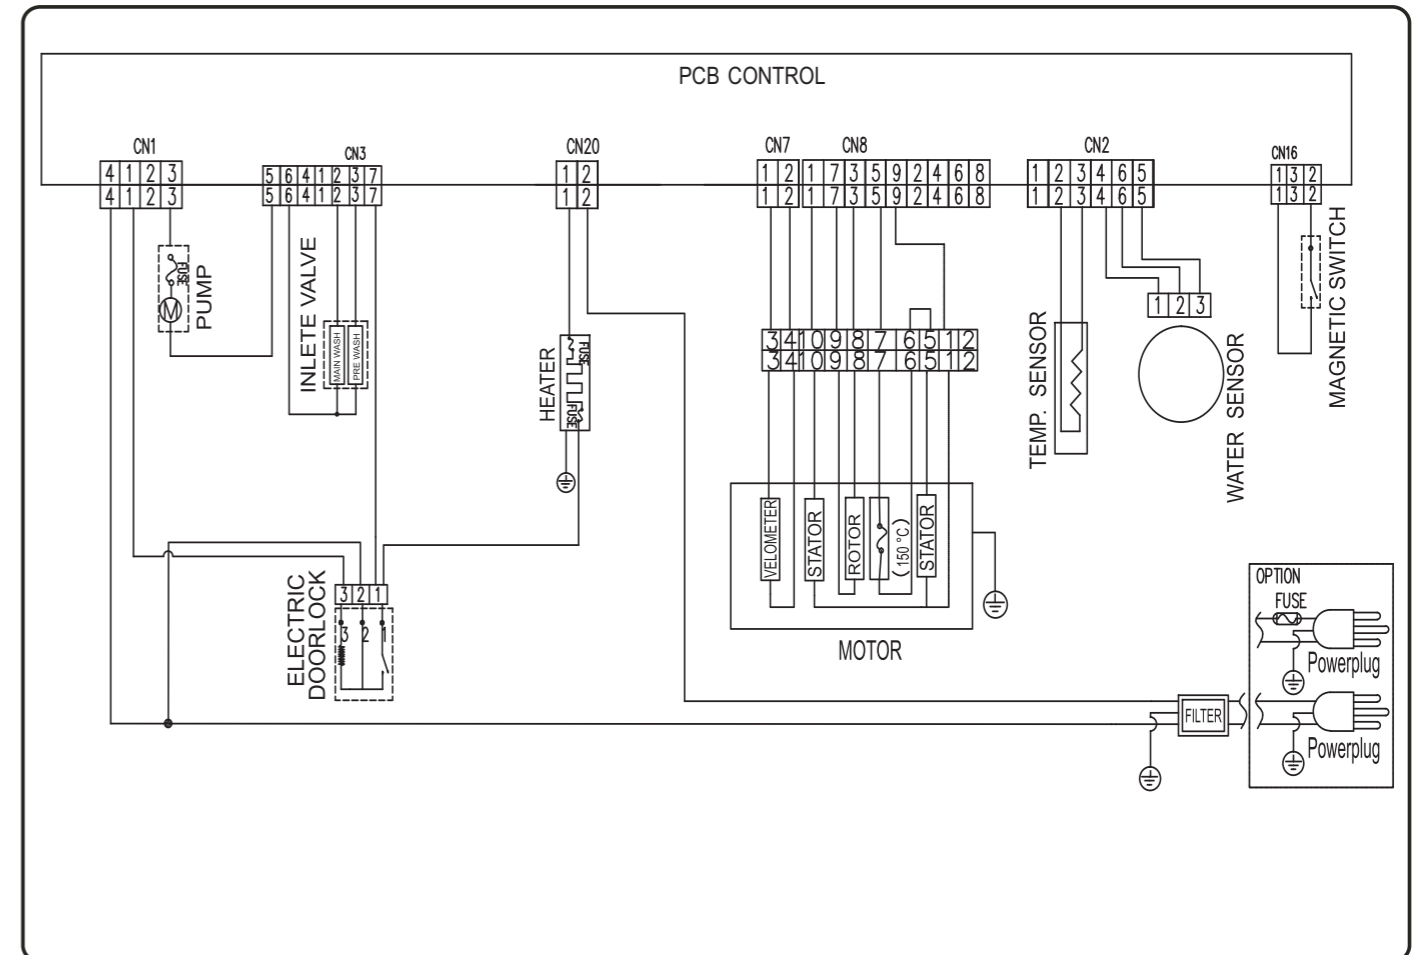 PCB CONTROL
CN1
CN3
CN20
CN7
CN8
CN2
CN16
4 1 2 3
4 1 2 3
5 6 4 1 2 3 7
5 6 4 1 2 3 7
1 2
1 2
1 2
1 2
1 7 3 5 9 2 4 6 8
1 7 3 5 9 2 4 6 8
1 2 3 4 6 5
1 2 3 4 6 5
1 3 2
1 3 2
FUSE
M
PUMP
INLETE VALVE
MAIN WASH
PRE WASH
HEATER
FUSE
FUSE
3 4 10 9 8 7 6 5 1 2
3 4 10 9 8 7 6 5 1 2
TEMP. SENSOR
1 2 3
WATER SENSOR
MAGNETIC SWITCH
VELOMETER
STATOR
ROTOR
(150 °C)
STATOR
MOTOR
ELECTRIC
DOORLOCK
3 2 1
3 2 1
FILTER
OPTION
FUSE
Powerplug
Powerplug